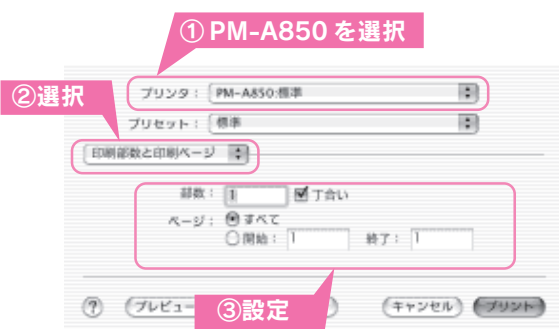 ① PM-A850 を選択
②選択
プリンタ： PM-A850:標準
プリセット： 標準
印刷部数と印刷ページ
部数： 1 丁合い
ページ： すべて
開始： 1 終了： 1
? プレビュー キャンセル プリント
③設定